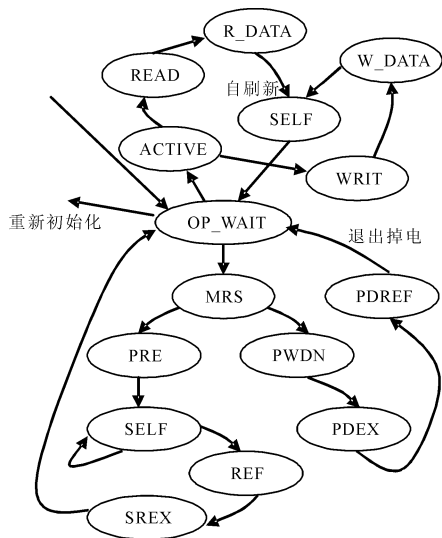 R_DATA
READ
W_DATA
自刷新
SELF
ACTIVE
WRIT
OP_WAIT
重新初始化
退出掉电
MRS
PDREF
PRE
PWDN
SELF
PDEX
REF
SREX